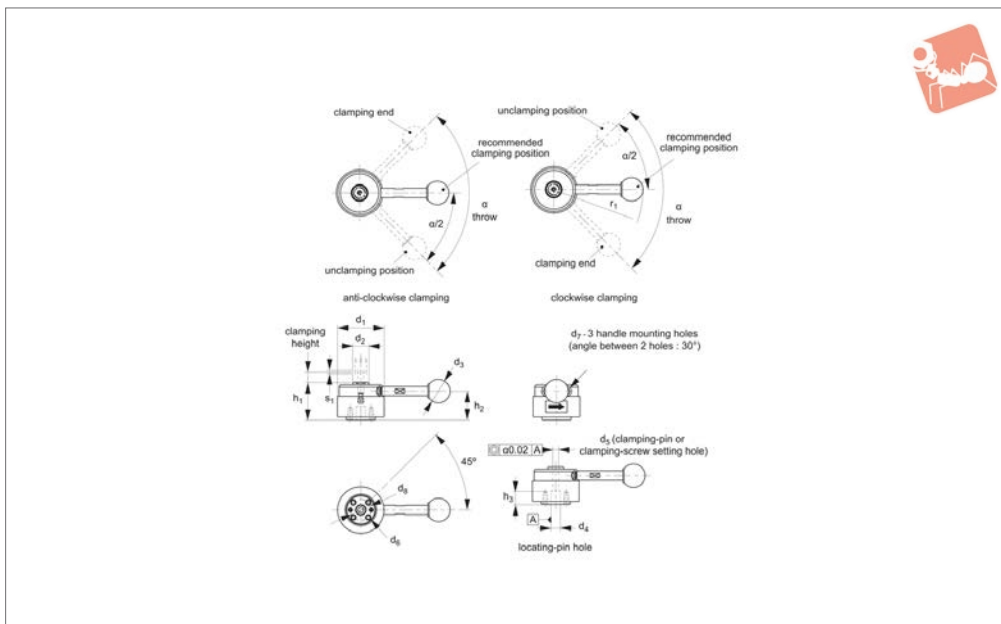 clamping end
recommended
clamping position
α/2
α
throw
unclamping position
anti-clockwise clamping
unclamping position
α/2
recommended
clamping position
r₁
α
throw
clamping end
clockwise clamping
clamping
height
d₁
d₂
d₃
h₁
s₁
h₂
d₇ - 3 handle mounting holes
(angle between 2 holes : 30°)
45º
d₈
d₆
α0.02 A
d₅ (clamping-pin or
clamping-screw setting hole)
h₃
A
d₄
locating-pin hole